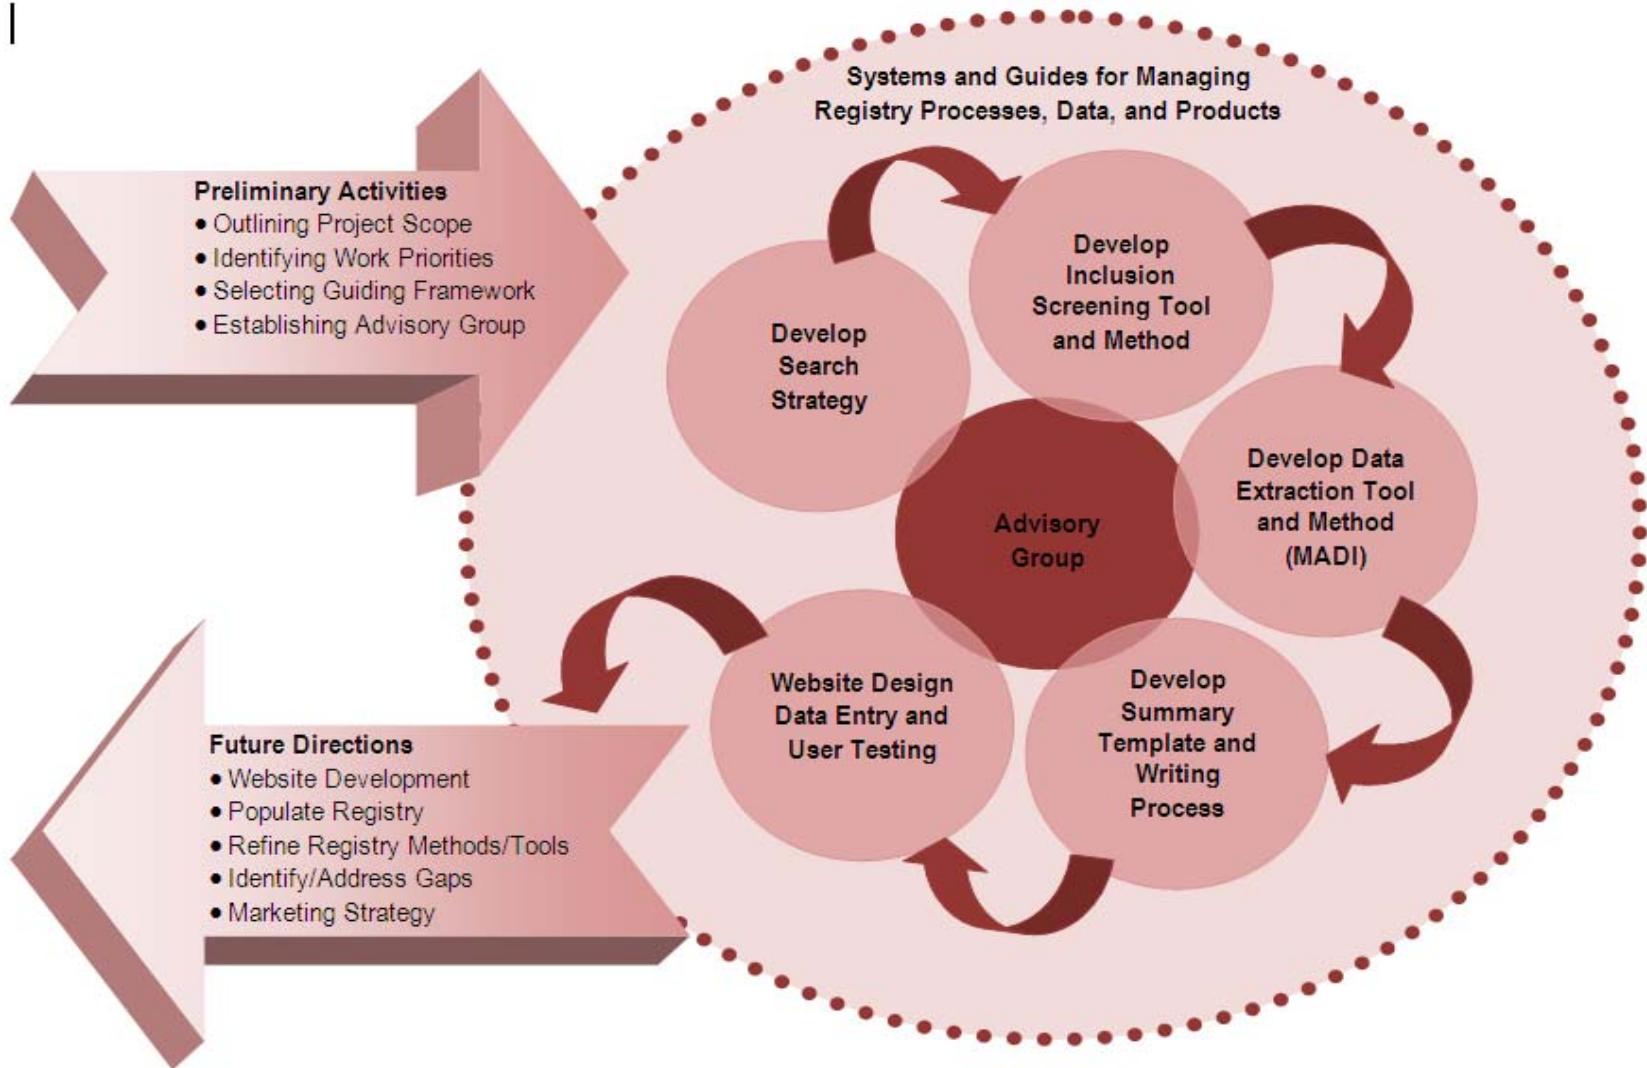 Systems and Guides for Managing
Registry Processes, Data, and Products
Preliminary Activities
• Outlining Project Scope
• Identifying Work Priorities
• Selecting Guiding Framework
• Establishing Advisory Group
Develop
Search
Strategy
Develop
Inclusion
Screening Tool
and Method
Develop Data
Extraction Tool
and Method
(MADI)
Advisory
Group
Develop
Summary
Template and
Writing
Process
Website Design
Data Entry and
User Testing
Future Directions
• Website Development
• Populate Registry
• Refine Registry Methods/Tools
• Identify/Address Gaps
• Marketing Strategy